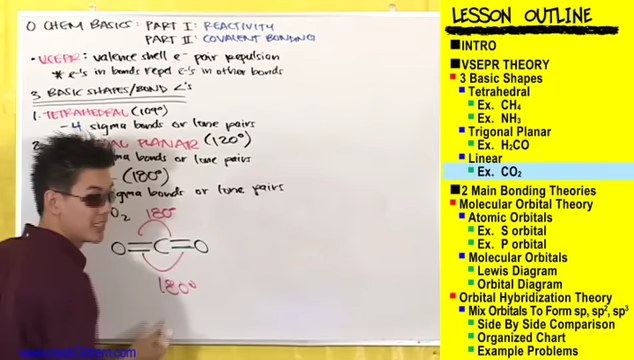 O CHEM BASICS: PART I: REACTIVITY
PART II: COVALENT BONDING
• VSEPR: valence shell e- pair repulsion
* e-'s in bonds repel e-'s in other bonds
3 BASIC SHAPES/BOND ∠'s
1. TETRAHEDRAL (109°)
- 4 sigma bonds or lone pairs
2. PLANAR (120°)
bonds or lone pairs
(180°)
bonds or lone pairs
O2
180°
O=C=O
180°
LESSON OUTLINE
INTRO
VSEPR THEORY
3 Basic Shapes
Tetrahedral
Ex. CH4
Ex. NH3
Trigonal Planar
Ex. H2CO
Linear
Ex. CO2
2 Main Bonding Theories
Molecular Orbital Theory
Atomic Orbitals
Ex. S orbital
Ex. P orbital
Molecular Orbitals
Lewis Diagram
Orbital Diagram
Orbital Hybridization Theory
Mix Orbitals To Form sp, sp2, sp3
Side By Side Comparison
Organized Chart
Example Problems